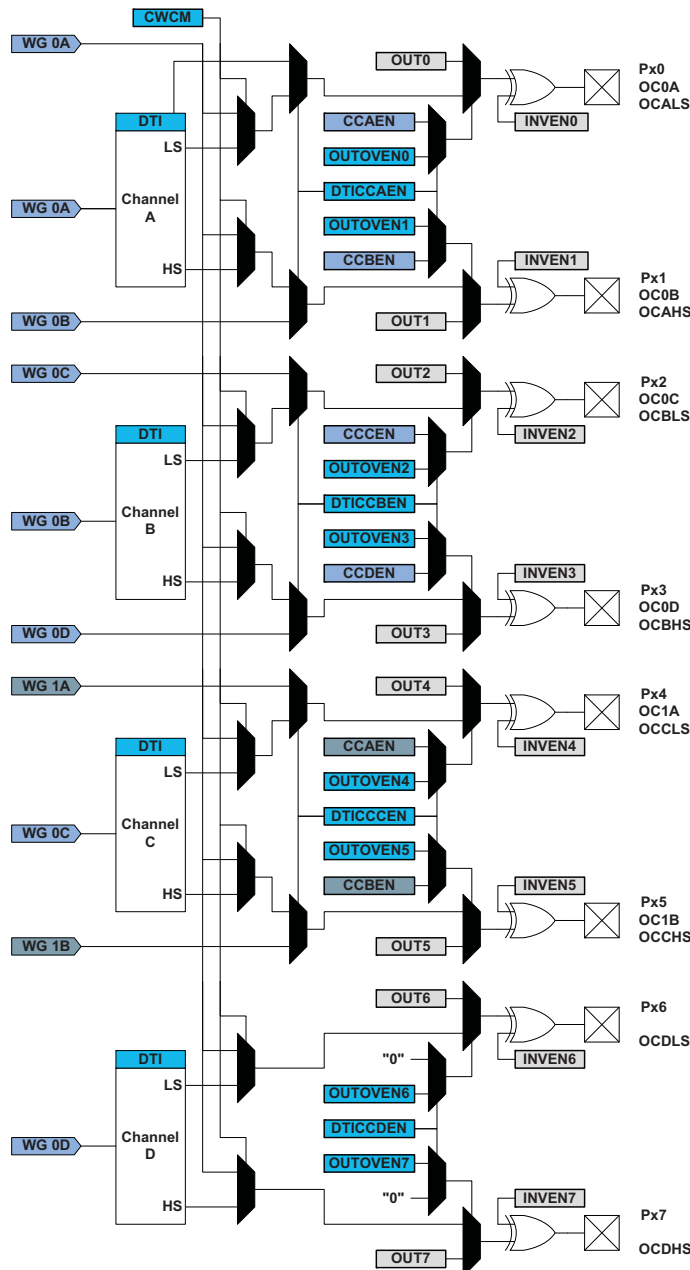 CWCM
WG 0A
OUT0
Px0
OC0A
OCALS
DTI
CCAEN
INVEN0
LS
OUTOVEN0
Channel
A
DTICCAEN
WG 0A
OUTOVEN1
HS
CCBEN
INVEN1
Px1
OC0B
OCAHS
WG 0B
OUT1
WG 0C
OUT2
Px2
OC0C
OCBLS
DTI
CCCEN
INVEN2
LS
OUTOVEN2
Channel
B
DTICCBEN
WG 0B
OUTOVEN3
HS
CCDEN
INVEN3
Px3
OC0D
OCBHS
WG 0D
OUT3
WG 1A
OUT4
Px4
OC1A
OCCLS
DTI
CCAEN
INVEN4
LS
OUTOVEN4
Channel
C
DTICCCEN
WG 0C
OUTOVEN5
HS
CCBEN
INVEN5
Px5
OC1B
OCCHS
WG 1B
OUT5
OUT6
Px6
OCDLS
DTI
"0"
INVEN6
LS
OUTOVEN6
Channel
D
DTICCDEN
WG 0D
OUTOVEN7
HS
"0"
INVEN7
Px7
OCDHS
OUT7